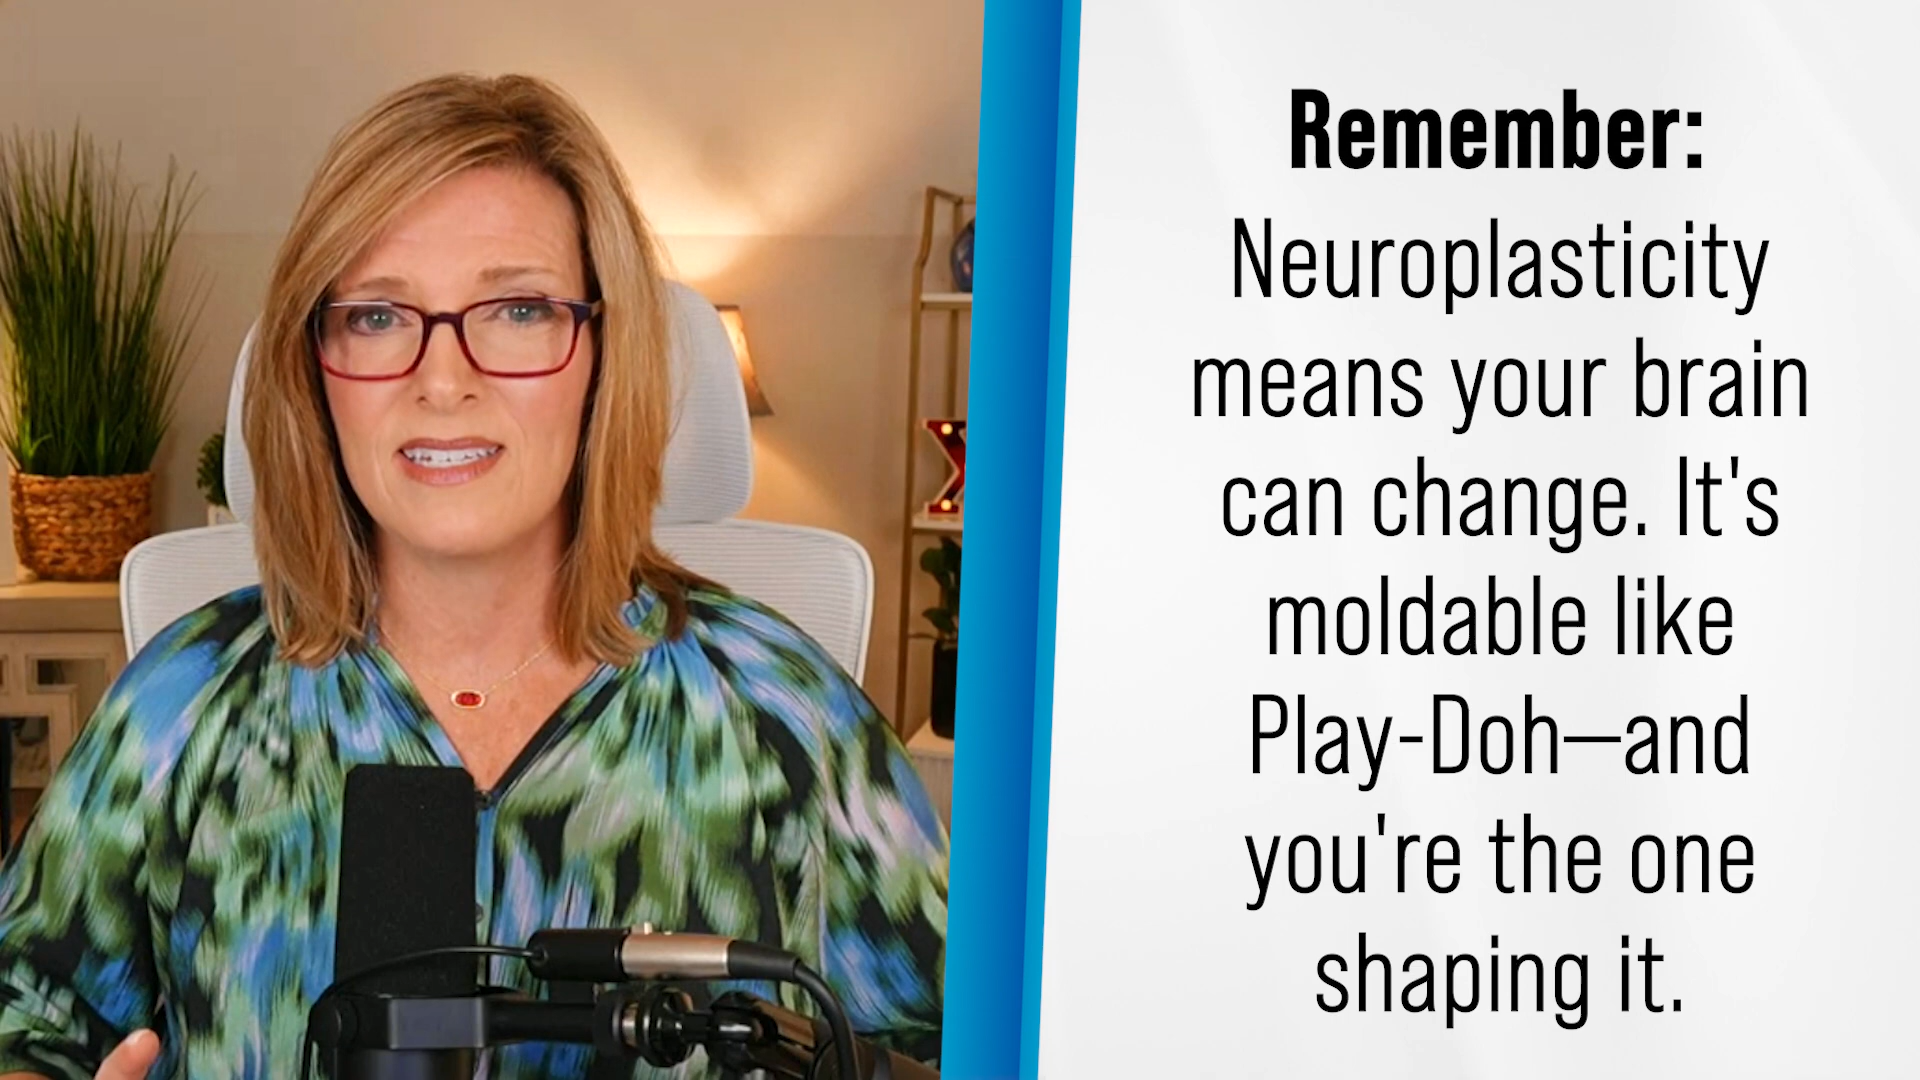 Remember:
Neuroplasticity
means your brain
can change. It's
moldable like
Play-Doh—and
you're the one
shaping it.